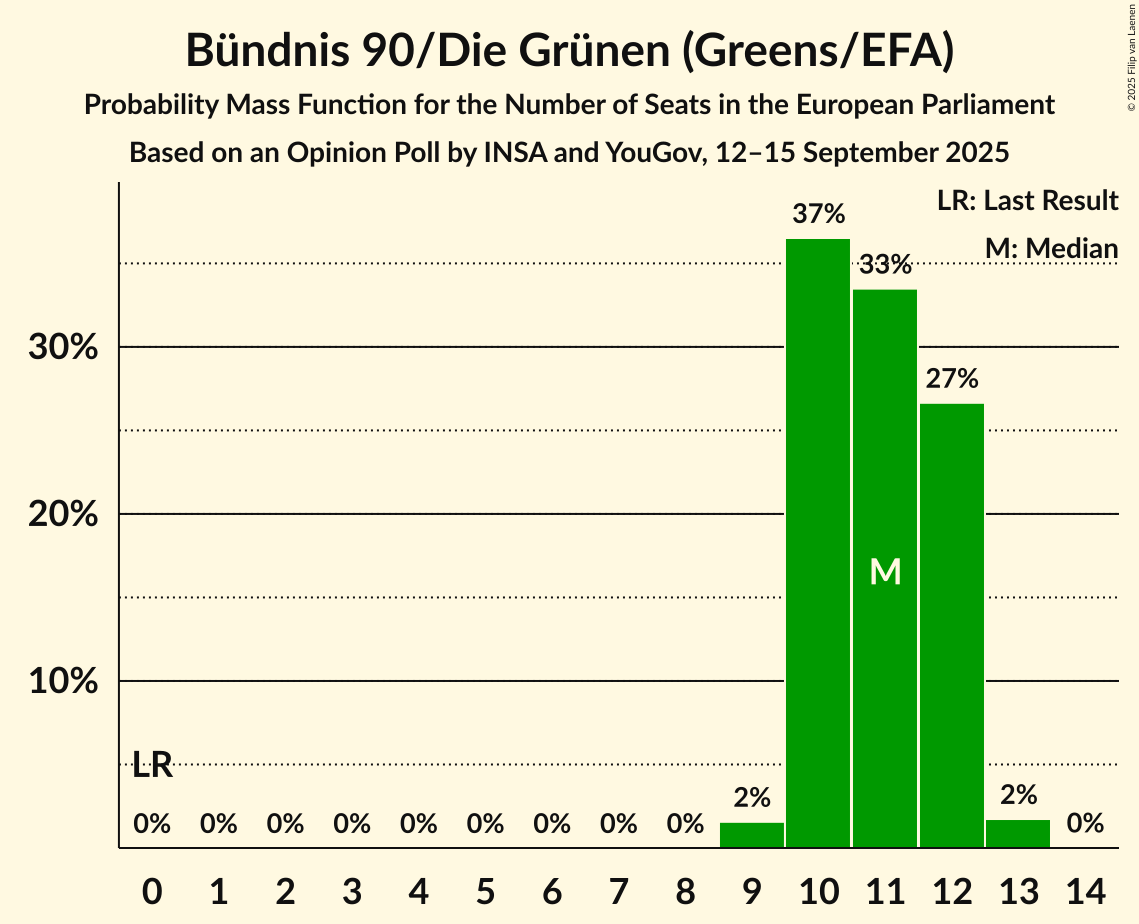 Bündnis 90/Die Grünen (Greens/EFA)
Probability Mass Function for the Number of Seats in the European Parliament
Based on an Opinion Poll by INSA and YouGov, 12–15 September 2025
© 2025 Filip van Laenen
LR: Last Result
M: Median
37%
33%
30%
27%
20%
M
10%
LR
0% 0% 0% 0% 0% 0% 0% 0% 0% 2% 2% 0%
0 1 2 3 4 5 6 7 8 9 10 11 12 13 14